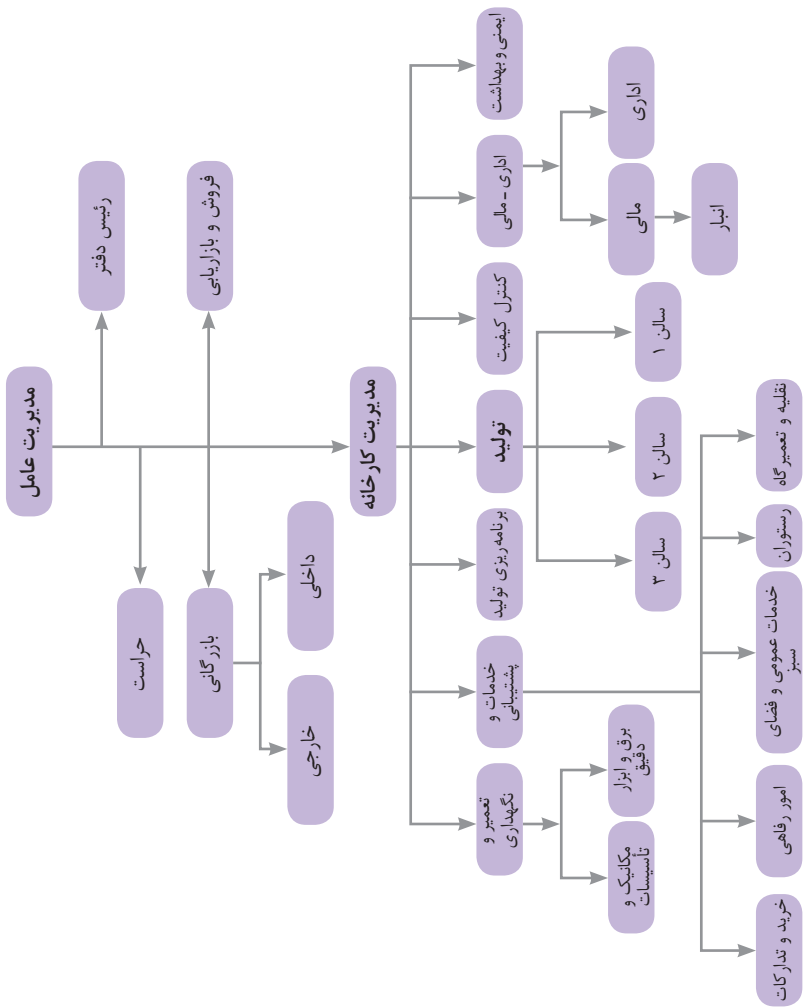 مدیریت عامل
رئیس دفتر
حراست
فروش و بازاریابی
بازرگانی
داخلی
خارجی
مدیریت کارخانه
ایمنی و بهداشت
اداری - مالی
کنترل کیفیت
تولید
برنامه‌ریزی تولید
خدمات و
پشتیبانی
تعمیر و
نگهداری
اداری
مالی
انبار
سالن ۱
سالن ۲
سالن ۳
برق و ابزار
دقیق
مکانیک و
تأسیسات
نقلیه و تعمیرگاه
رستوران
خدمات عمومی و فضای
سبز
امور رفاهی
خرید و تدارکات